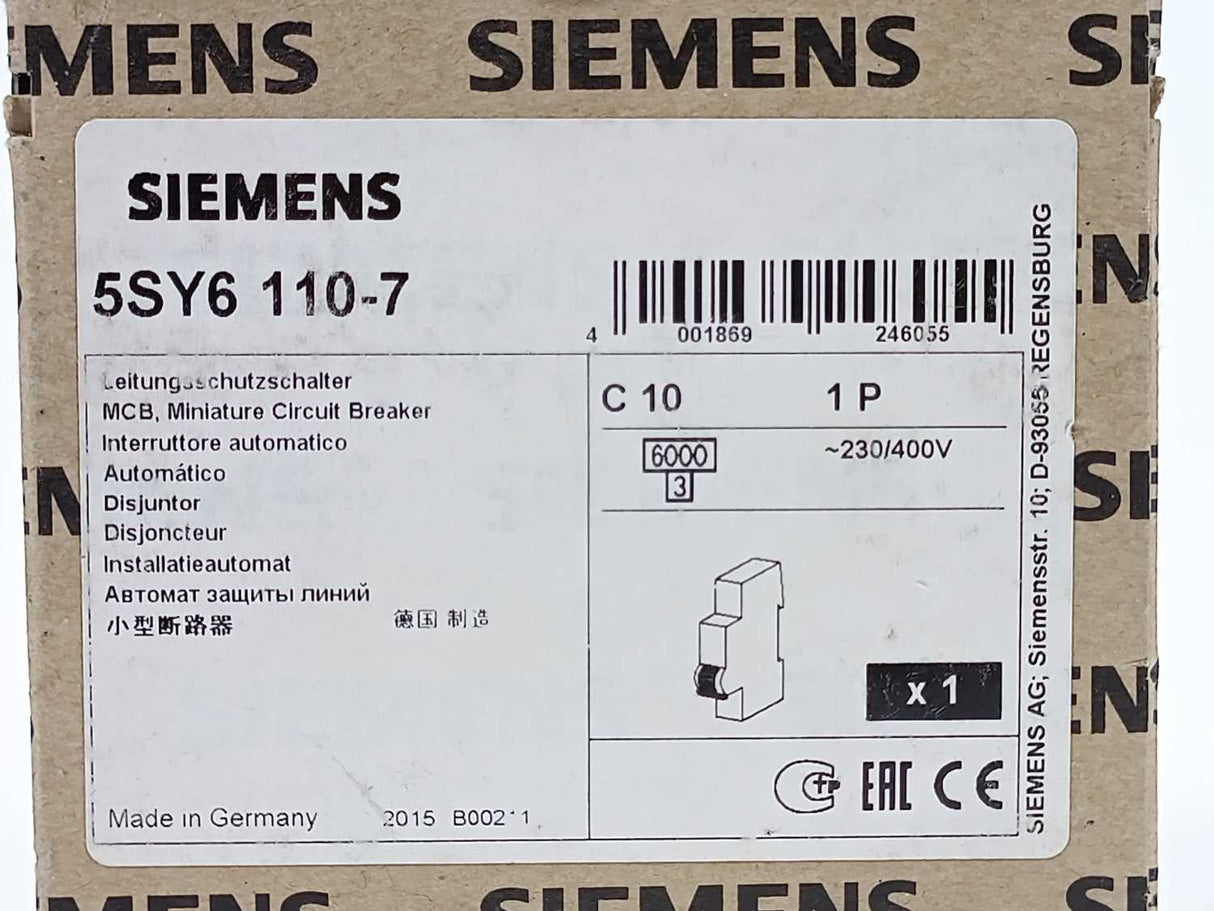 SIEMENS
SIEMENS
5SY6 110-7
4 001869 246055
Leitungsschutzschalter
MCB, Miniature Circuit Breaker
Interruttore automatico
Automático
Disjuntor
Disjoncteur
Installatieautomat
Автомат защиты линий
小型断路器 德国 制造
Made in Germany 2015
C 10 1 P
6000 ~230/400V
3
x 1
EAC CE
SIEMENS AG; Siemensstr. 10; D-93055 REGENSBURG
SIEMENS